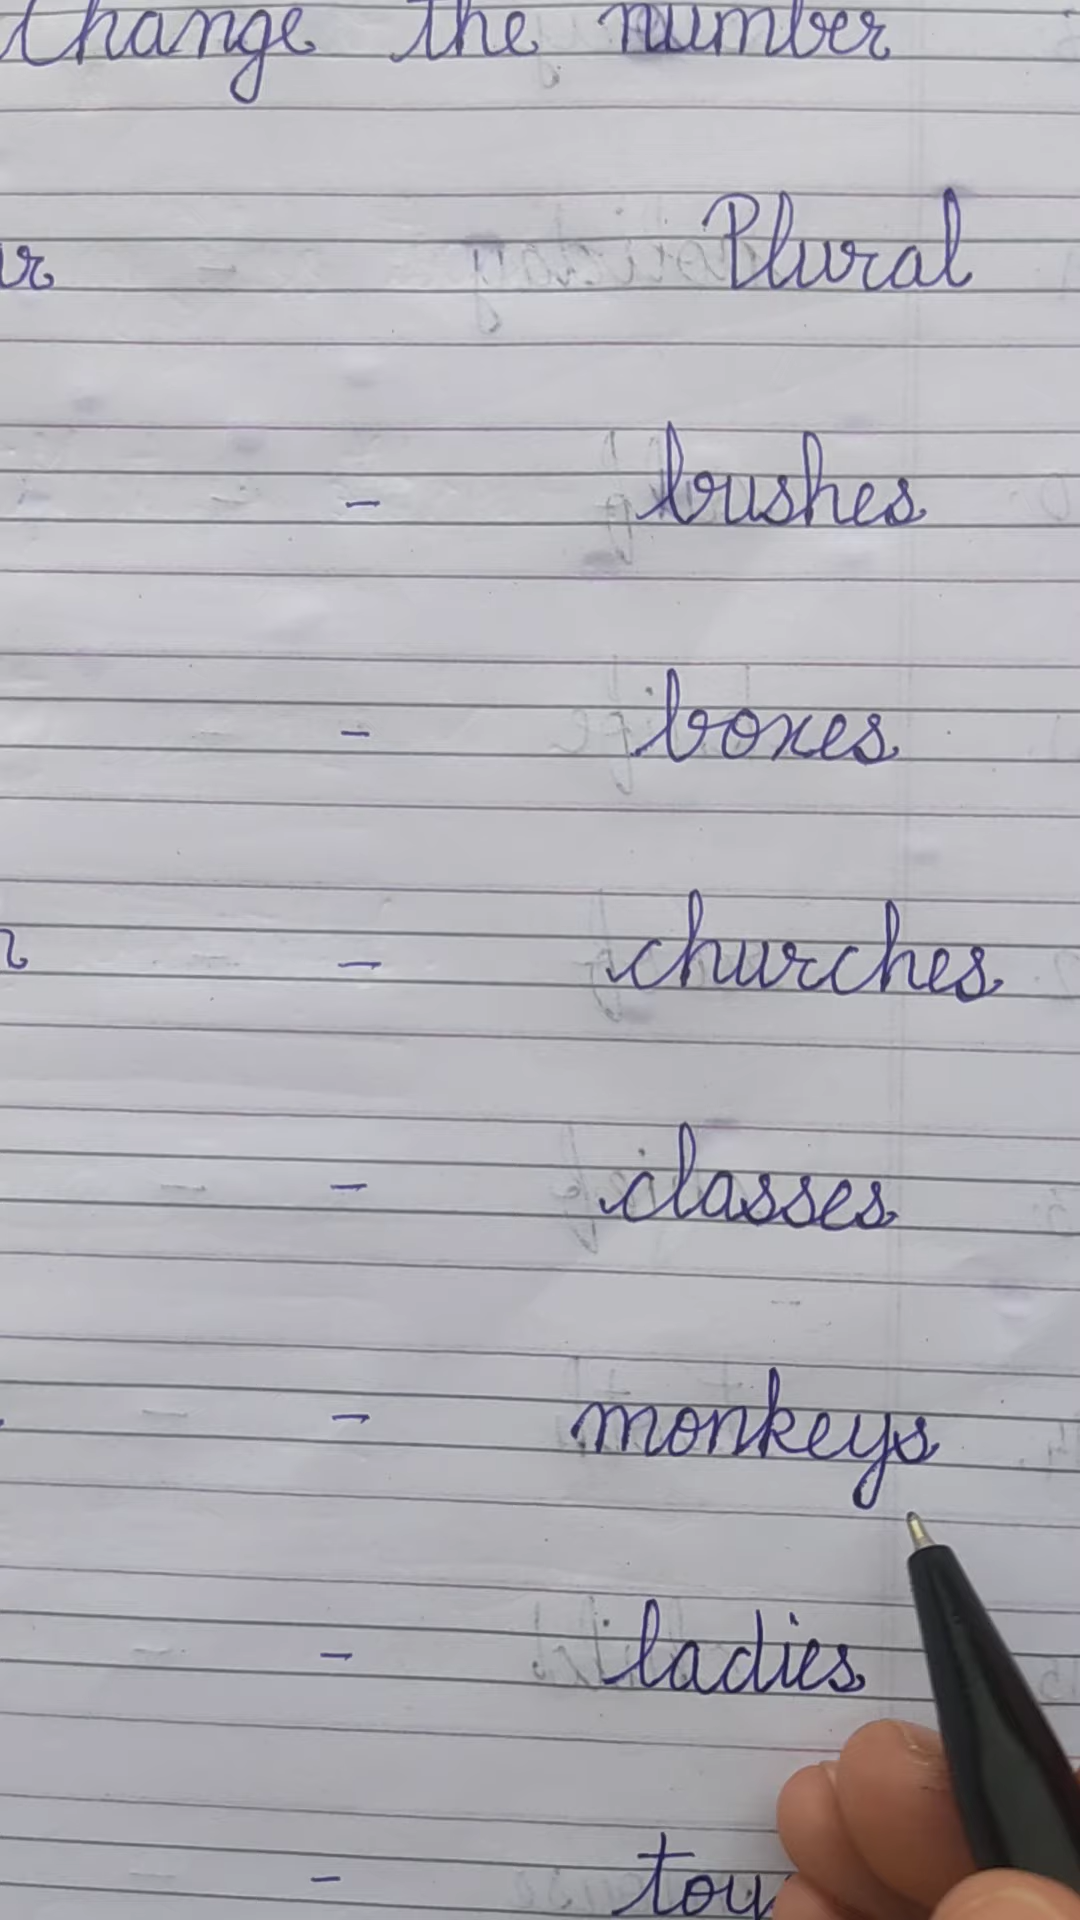 Change the number
Plural
- brushes
- boxes
- churches
- classes
- monkeys
- ladies
-